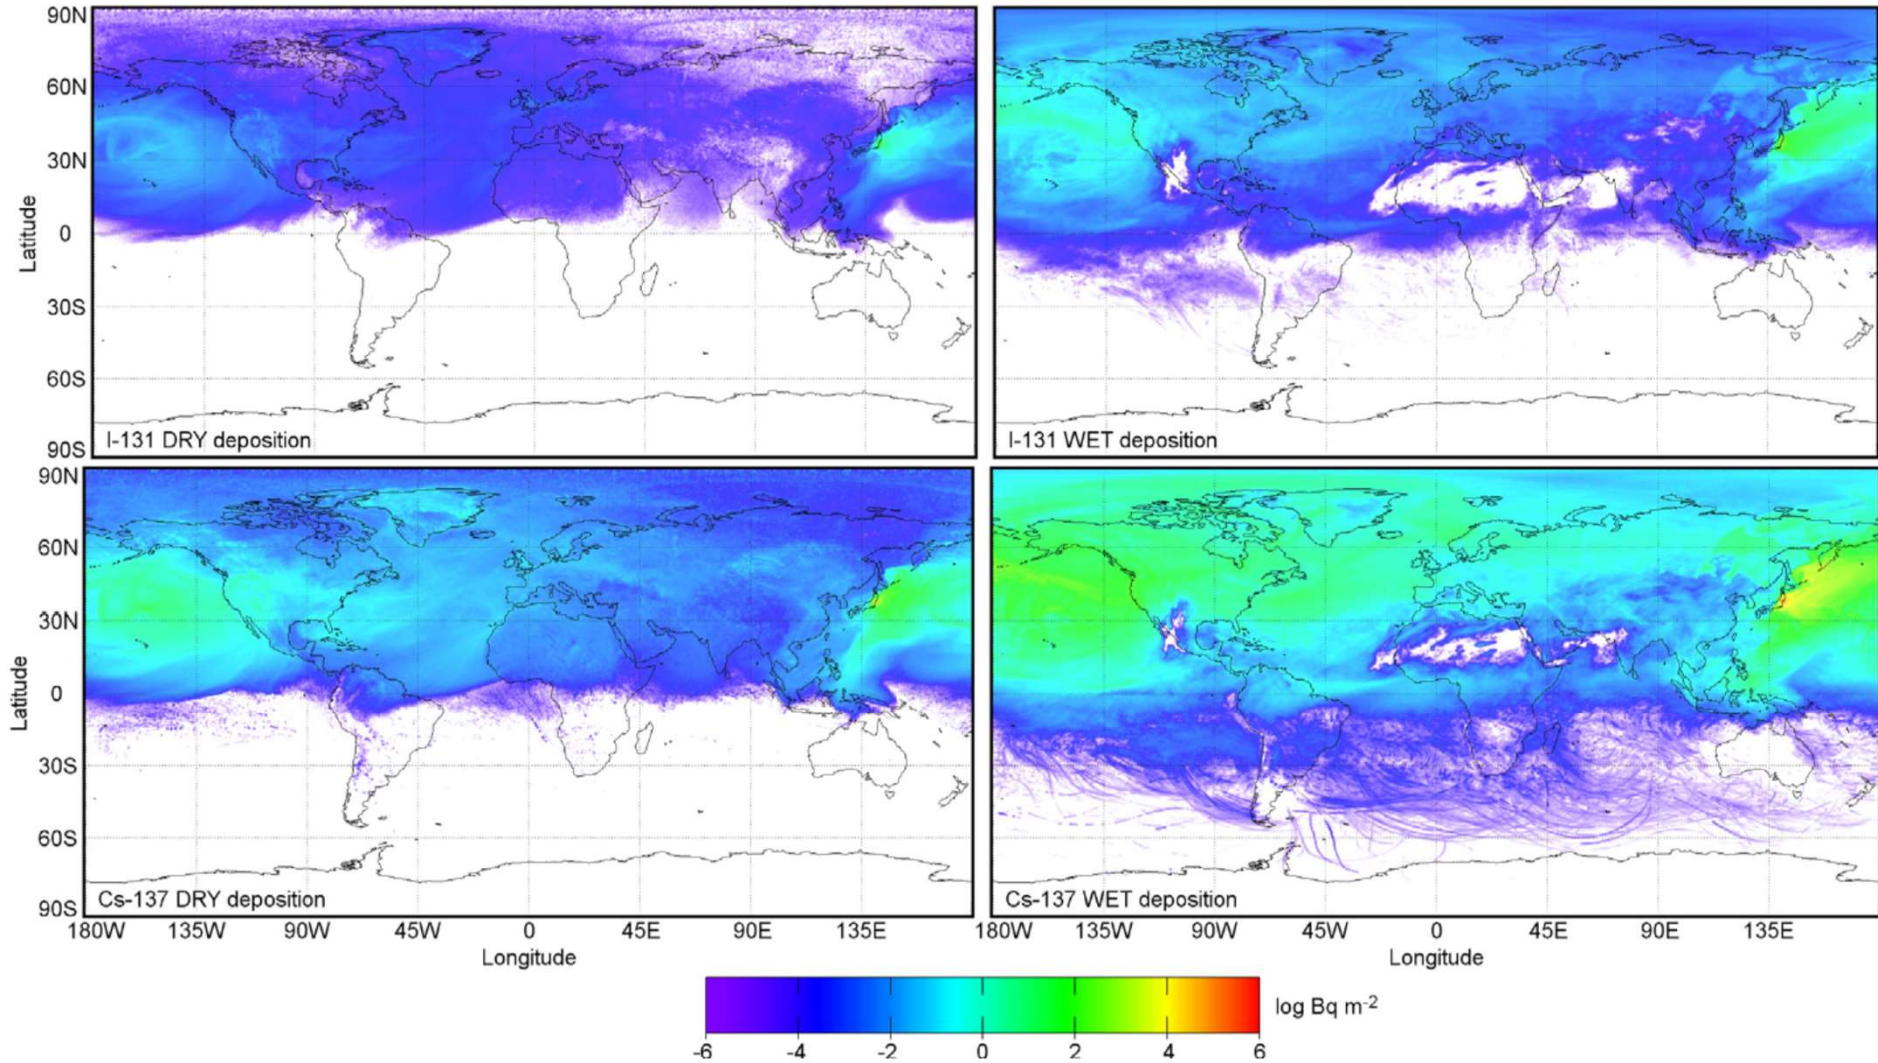 90N
60N
30N
0
30S
60S
90S
Latitude
I-131 DRY deposition
I-131 WET deposition
90N
60N
30N
0
30S
60S
90S
Latitude
Cs-137 DRY deposition
Cs-137 WET deposition
180W 135W 90W 45W 0 45E 90E 135E
180W 135W 90W 45W 0 45E 90E 135E
Longitude
Longitude
log Bq m-2
-6 -4 -2 0 2 4 6